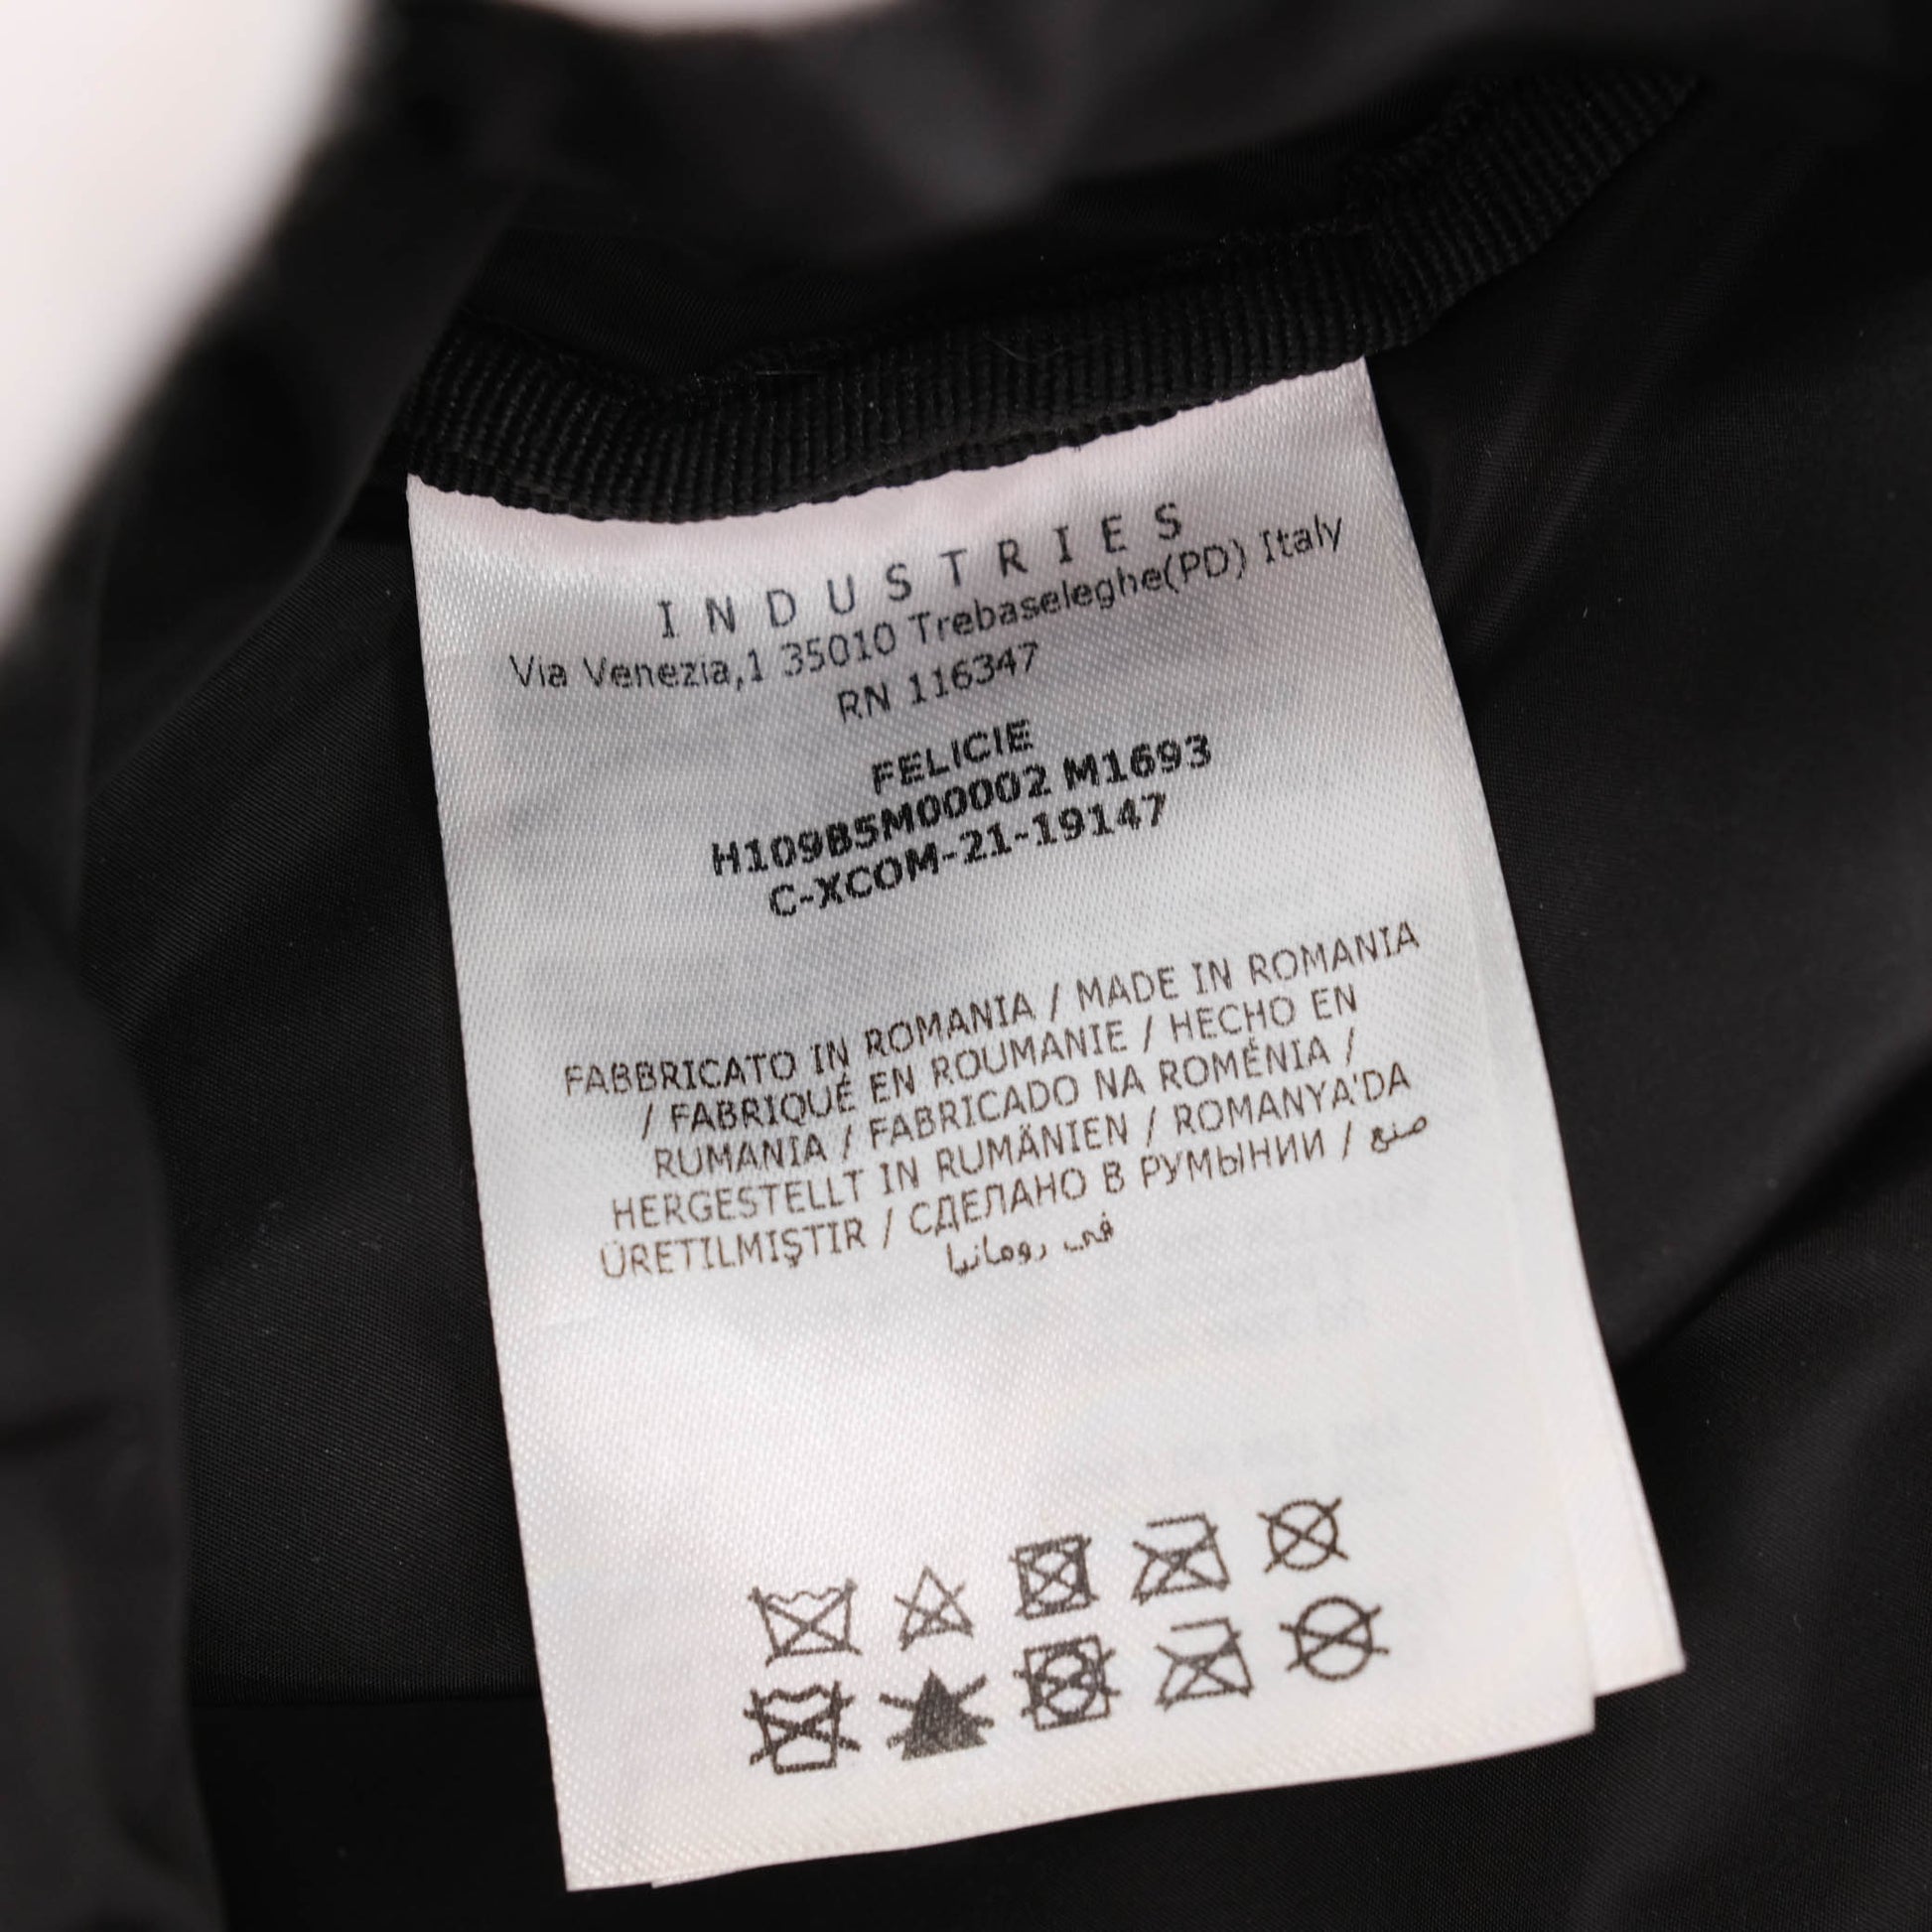 INDUSTRIES
Via Venezia,1 35010 Trebaseleghe(PD) Italy
RN 116347
FELICIE
H109B5M00002 M1693
C-XCOM-21-19147
FABBRICATO IN ROMANIA / MADE IN ROMANIA
/ FABRIQUÉ EN ROUMANIE / HECHO EN
RUMANIA / FABRICADO NA ROMÉNIA /
HERGESTELLT IN RUMÄNIEN / ROMANYA'DA
ÜRETILMIŞTIR / СДЕЛАНО В РУМЫНИИ / صنع
في رومانيا